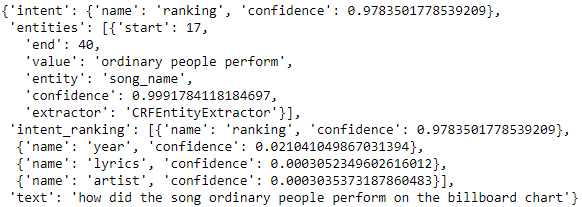 {'intent': {'name': 'ranking', 'confidence': 0.9783501778539209},
'entities': [{'start': 17,
'end': 40,
'value': 'ordinary people perform',
'entity': 'song_name',
'confidence': 0.9991784118184697,
'extractor': 'CRFEntityExtractor'}],
'intent_ranking': [{'name': 'ranking', 'confidence': 0.9783501778539209},
{'name': 'year', 'confidence': 0.021041049867031394},
{'name': 'lyrics', 'confidence': 0.0003052349602616012},
{'name': 'artist', 'confidence': 0.0003035373187860483}],
'text': 'how did the song ordinary people perform on the billboard chart'}